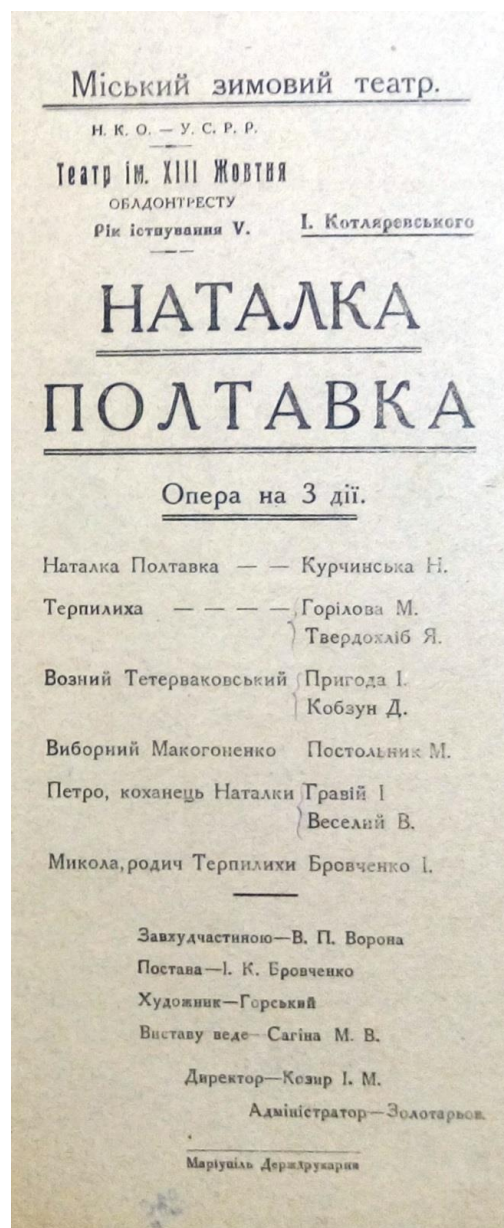 Міський зимовий театр.
Н. К. О. — У. С. Р. Р.
Театр ім. XIII Жовтня
ОБЛДОНТРЕСТУ
Рік існування V.
І. Котляревського
НАТАЛКА
ПОЛТАВКА
Опера на 3 дії.
Наталка Полтавка — — Курчинська Н.
Терпилиха — — — — Горілова М.
Твердохліб Я.
Возний Тетерваковський Пригода І.
Кобзун Д.
Виборний Макогоненко Постольник М.
Петро, коханець Наталки Гравій І
Веселий В.
Микола, родич Терпилихи Бровченко І.
Завхудчастиною—В. П. Ворона
Постава—І. К. Бровченко
Художник—Горський
Виставу веде—Сагіна М. В.
Директор—Козир І. М.
Адміністратор—Золотарьов.
Маріупіль Держдрукарня